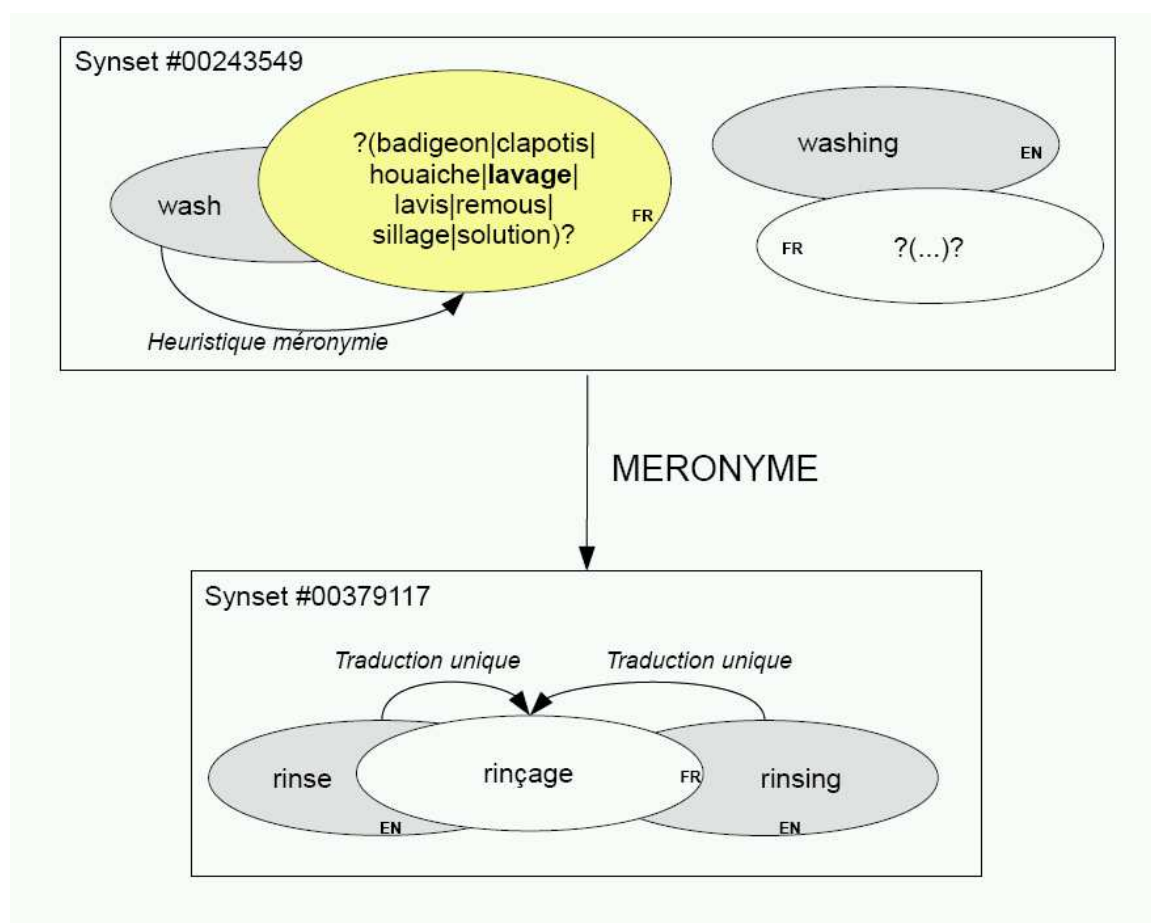 Synset #00243549
?(badigeon|clapotis|
houaiche|lavage|
lavis|remous|
sillage|solution)?
FR
wash
Heuristique méronymie
washing
EN
FR
?(...)?
MERONYME
Synset #00379117
Traduction unique
Traduction unique
rinse
EN
rinçage
FR
rinsing
EN